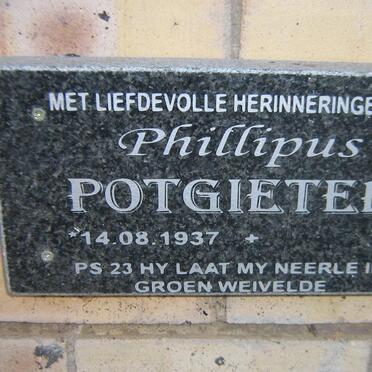 MET LIEFDEVOLLE HERINNERINGE
Phillipus
POTGIETE
*14.08.1937 +
PS 23 HY LAAT MY NEERLE I
GROEN WEIVELDE